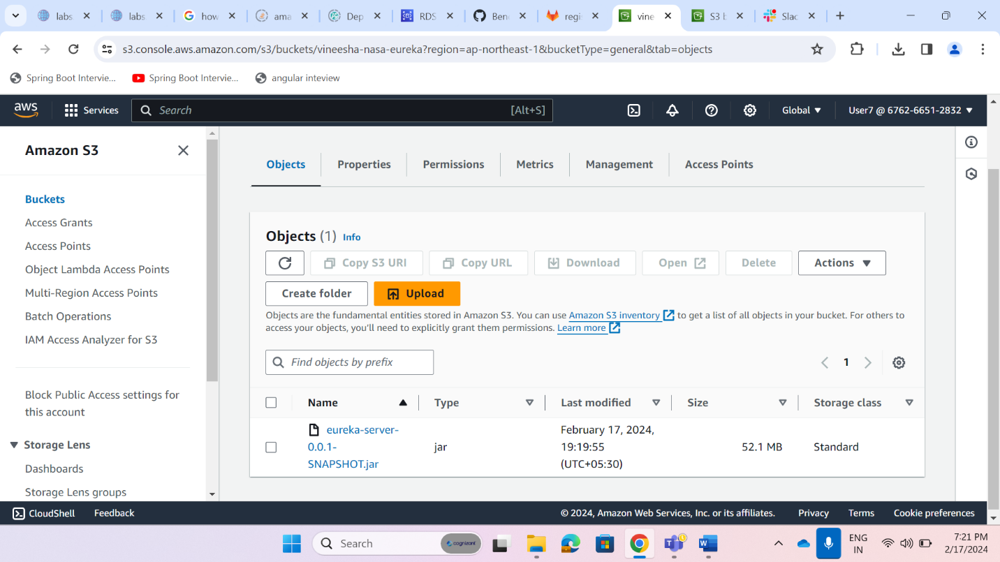 labs
labs
how
ama
Dep
RDS
Ben
regi
vine
S3 b
Slac
s3.console.aws.amazon.com/s3/buckets/vineesha-nasa-eureka?region=ap-northeast-1&bucketType=general&tab=objects
Spring Boot Intervie... Spring Boot Intervie... angular inteview
aws Services Search [Alt+S] Global User7 @ 6762-6651-2832
Amazon S3
Buckets
Access Grants
Access Points
Object Lambda Access Points
Multi-Region Access Points
Batch Operations
IAM Access Analyzer for S3
Block Public Access settings for
this account
Storage Lens
Dashboards
Storage Lens groups
Objects Properties Permissions Metrics Management Access Points
Objects (1) Info
Copy S3 URI Copy URL Download Open Delete Actions
Create folder Upload
Objects are the fundamental entities stored in Amazon S3. You can use Amazon S3 inventory to get a list of all objects in your bucket. For others to
access your objects, you'll need to explicitly grant them permissions. Learn more
Find objects by prefix
1
Name Type Last modified Size Storage class
eureka-server-
0.0.1-
SNAPSHOT.jar
jar
February 17, 2024,
19:19:55
(UTC+05:30)
52.1 MB
Standard
CloudShell Feedback © 2024, Amazon Web Services, Inc. or its affiliates. Privacy Terms Cookie preferences
Search cognizant
ENG
IN
7:21 PM
2/17/2024